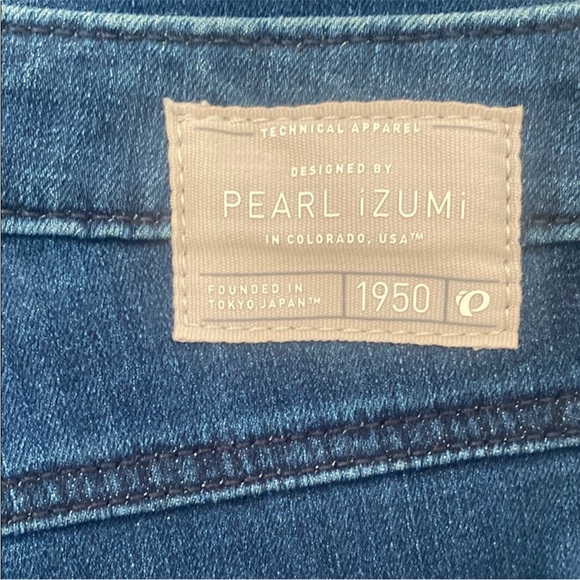 TECHNICAL APPAREL
DESIGNED BY
PEARL iZUMi
IN COLORADO, USA™
FOUNDED IN
TOKYO, JAPAN™
1950